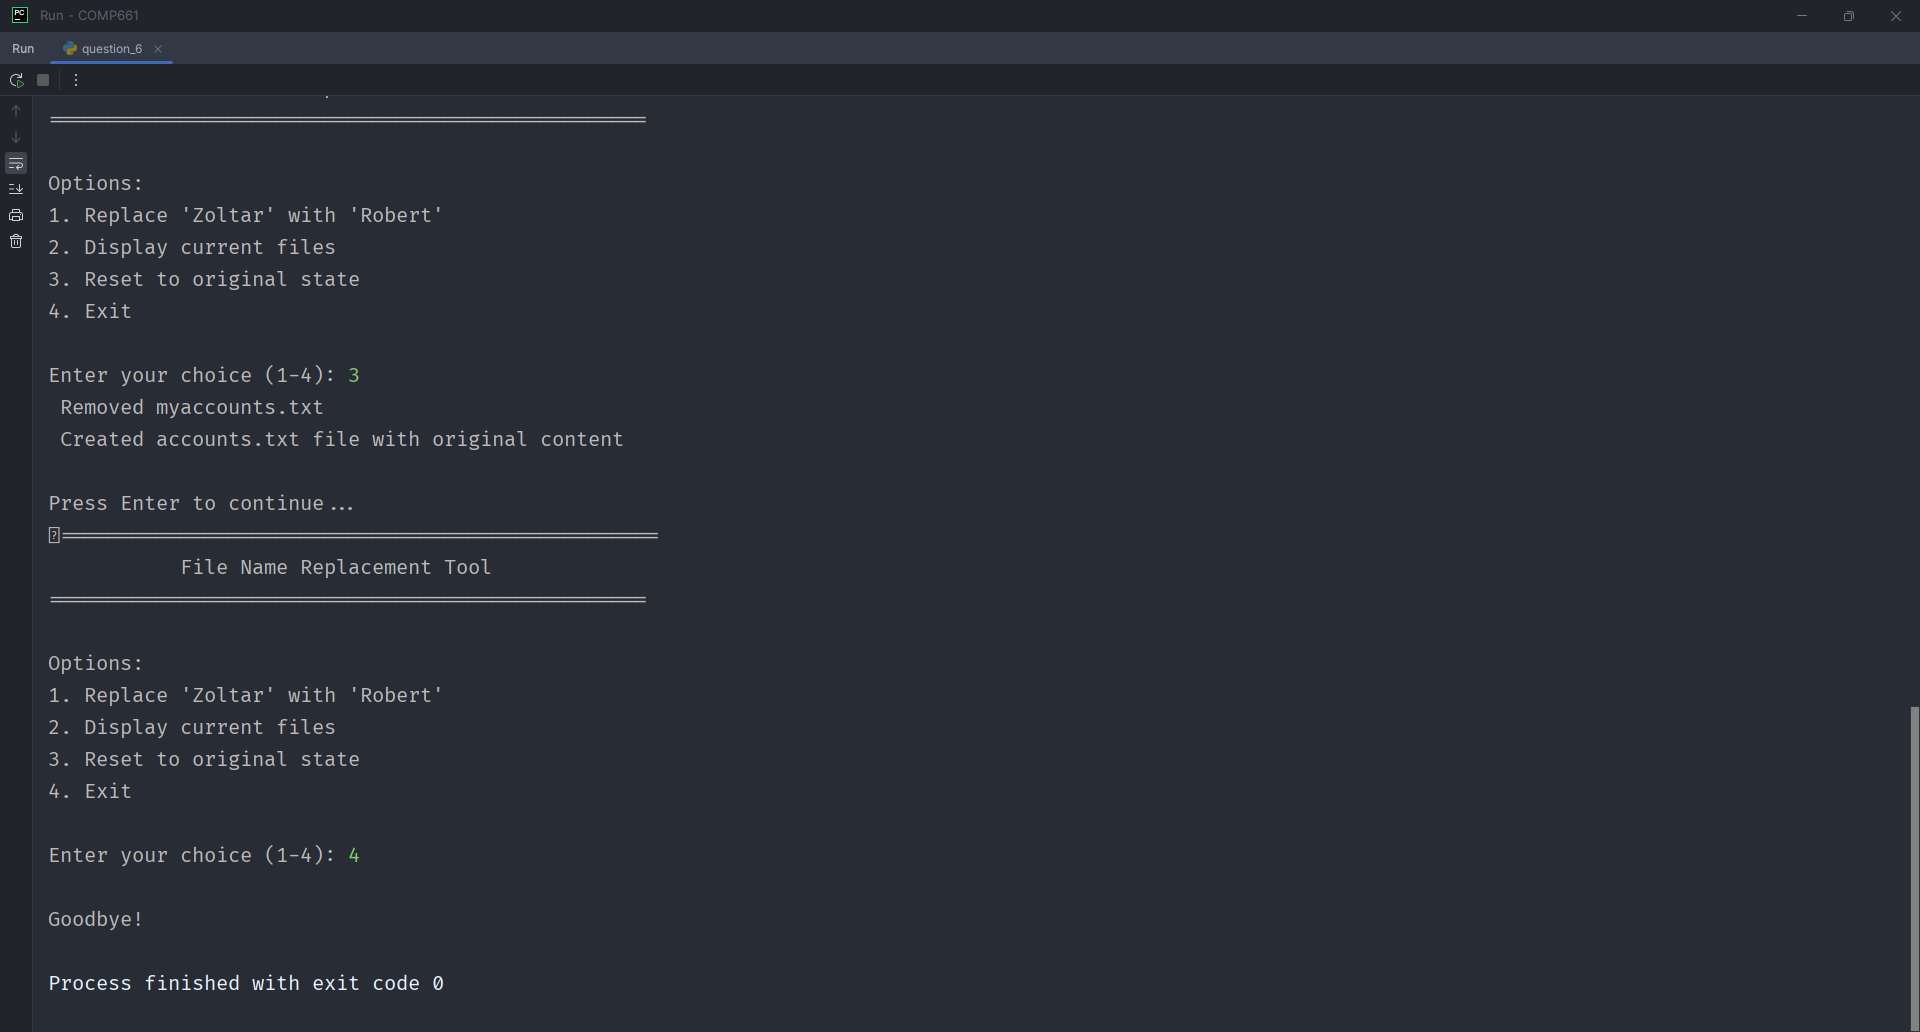 Run - COMP661
Run question_6
==================================================
Options:
1. Replace 'Zoltar' with 'Robert'
2. Display current files
3. Reset to original state
4. Exit
Enter your choice (1-4): 3
Removed myaccounts.txt
Created accounts.txt file with original content
Press Enter to continue...
==================================================
File Name Replacement Tool
==================================================
Options:
1. Replace 'Zoltar' with 'Robert'
2. Display current files
3. Reset to original state
4. Exit
Enter your choice (1-4): 4
Goodbye!
Process finished with exit code 0